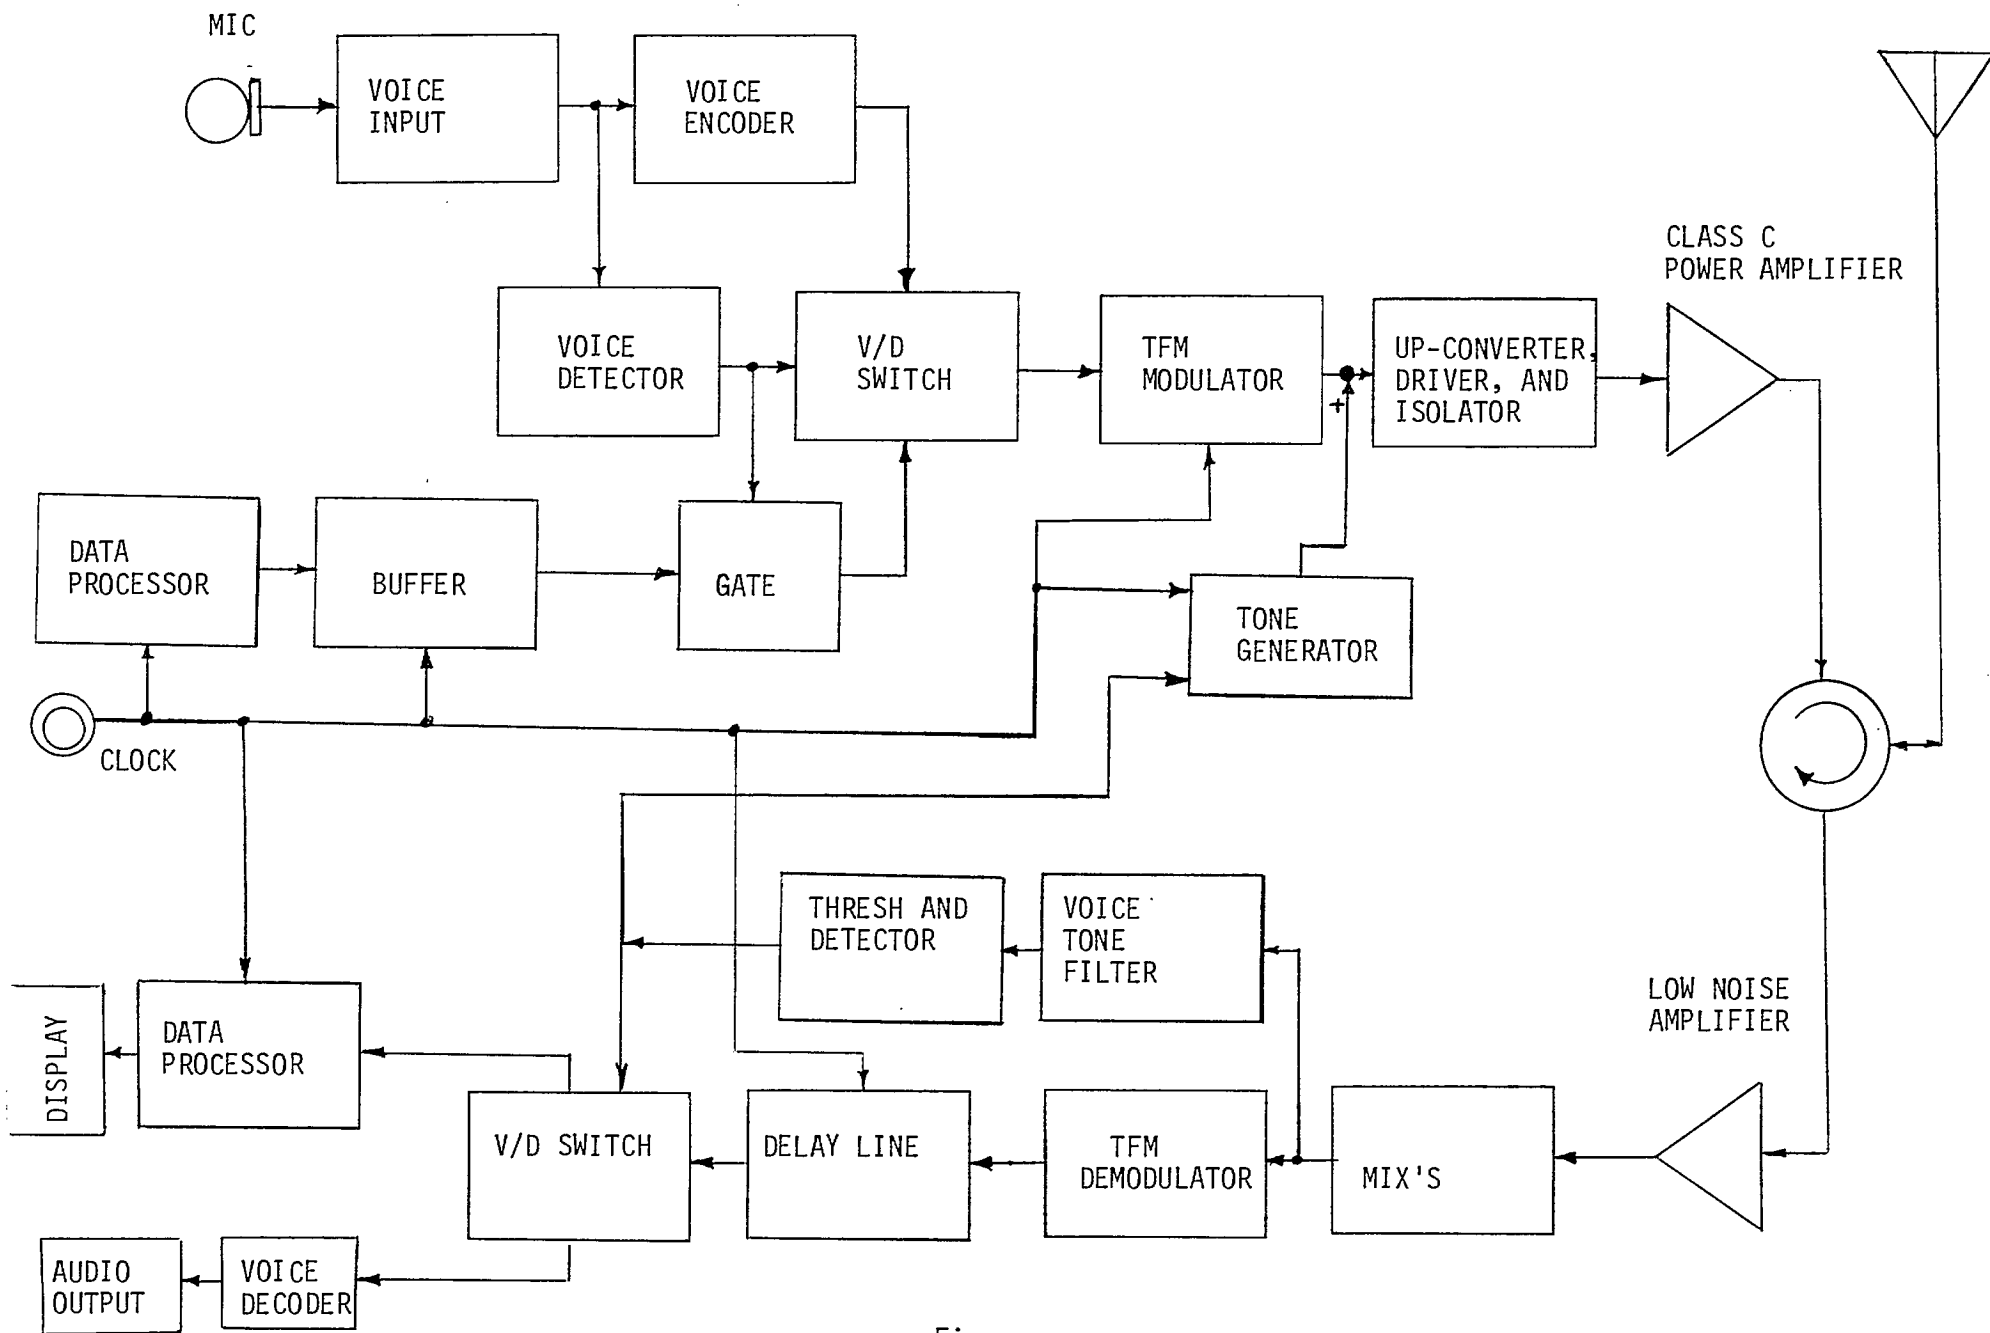 MIC
VOICE
INPUT
VOICE
ENCODER
CLASS C
POWER AMPLIFIER
VOICE
DETECTOR
V/D
SWITCH
TFM
MODULATOR
+
UP-CONVERTER,
DRIVER, AND
ISOLATOR
DATA
PROCESSOR
BUFFER
GATE
TONE
GENERATOR
CLOCK
THRESH AND
DETECTOR
VOICE
TONE
FILTER
LOW NOISE
AMPLIFIER
DISPLAY
DATA
PROCESSOR
V/D SWITCH
DELAY LINE
TFM
DEMODULATOR
MIX'S
AUDIO
OUTPUT
VOICE
DECODER